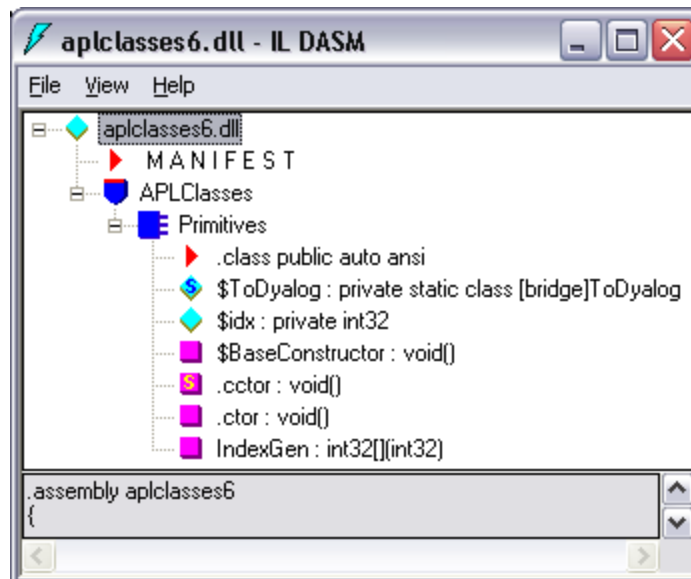 aplclasses6.dll - IL DASM
File View Help
aplclasses6.dll
MANIFEST
APLClasses
Primitives
.class public auto ansi
$ToDyalog : private static class [bridge]ToDyalog
$idx : private int32
$BaseConstructor : void()
.cctor : void()
.ctor : void()
IndexGen : int32[](int32)
.assembly aplclasses6
{